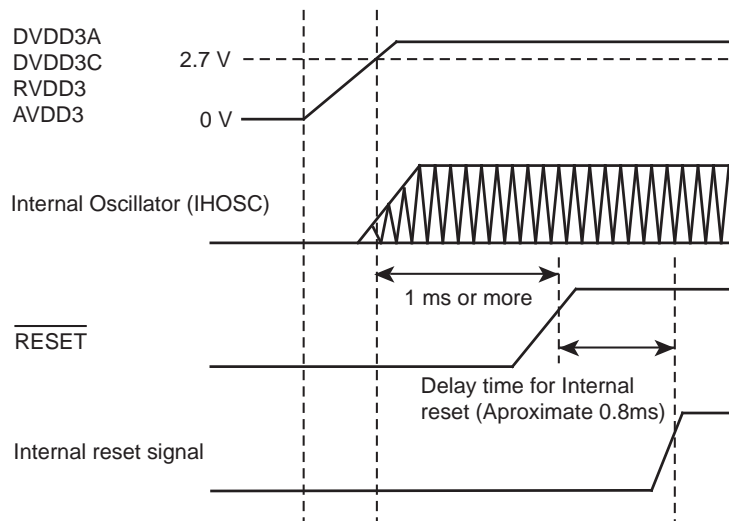 DVDD3A
DVDD3C
RVDD3
AVDD3
2.7 V
0 V
Internal Oscillator (IHOSC)
1 ms or more
RESET
Delay time for Internal
reset (Aproximate 0.8ms)
Internal reset signal